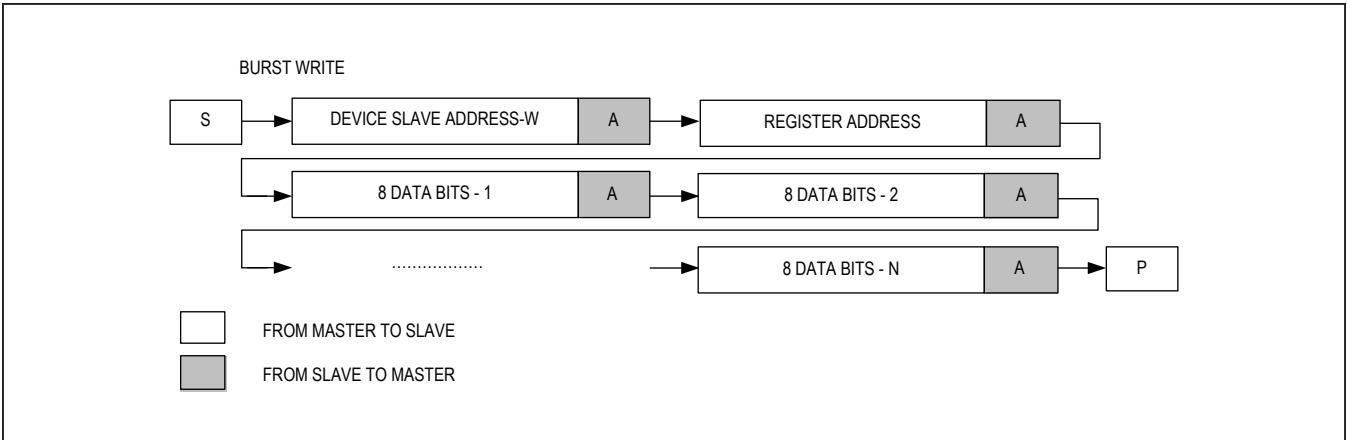 BURST WRITE
S DEVICE SLAVE ADDRESS-W A REGISTER ADDRESS A
8 DATA BITS - 1 A 8 DATA BITS - 2 A
.................. 8 DATA BITS - N A P
FROM MASTER TO SLAVE
FROM SLAVE TO MASTER